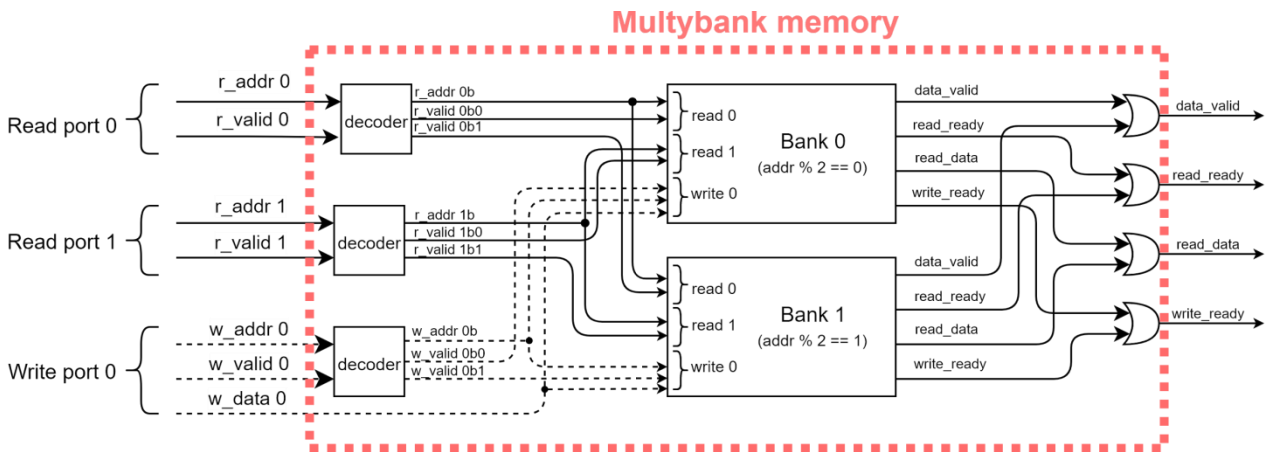 Multybank memory
Read port 0
r_addr 0
r_valid 0
decoder
r_addr 0b
r_valid 0b0
r_valid 0b1
Read port 1
r_addr 1
r_valid 1
decoder
r_addr 1b
r_valid 1b0
r_valid 1b1
Write port 0
w_addr 0
w_valid 0
w_data 0
decoder
w_addr 0b
w_valid 0b0
w_valid 0b1
read 0
read 1
write 0
Bank 0
(addr % 2 == 0)
data_valid
read_ready
read_data
write_ready
read 0
read 1
write 0
Bank 1
(addr % 2 == 1)
data_valid
read_ready
read_data
write_ready
data_valid
read_ready
read_data
write_ready